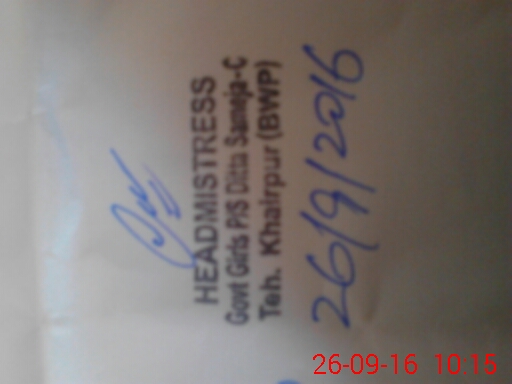 HEADMISTRESS
Govt Girls P/S Ditta Sameja-C
Teh. Khairpur (BWP)
26/9/2016
26-09-16 10:15